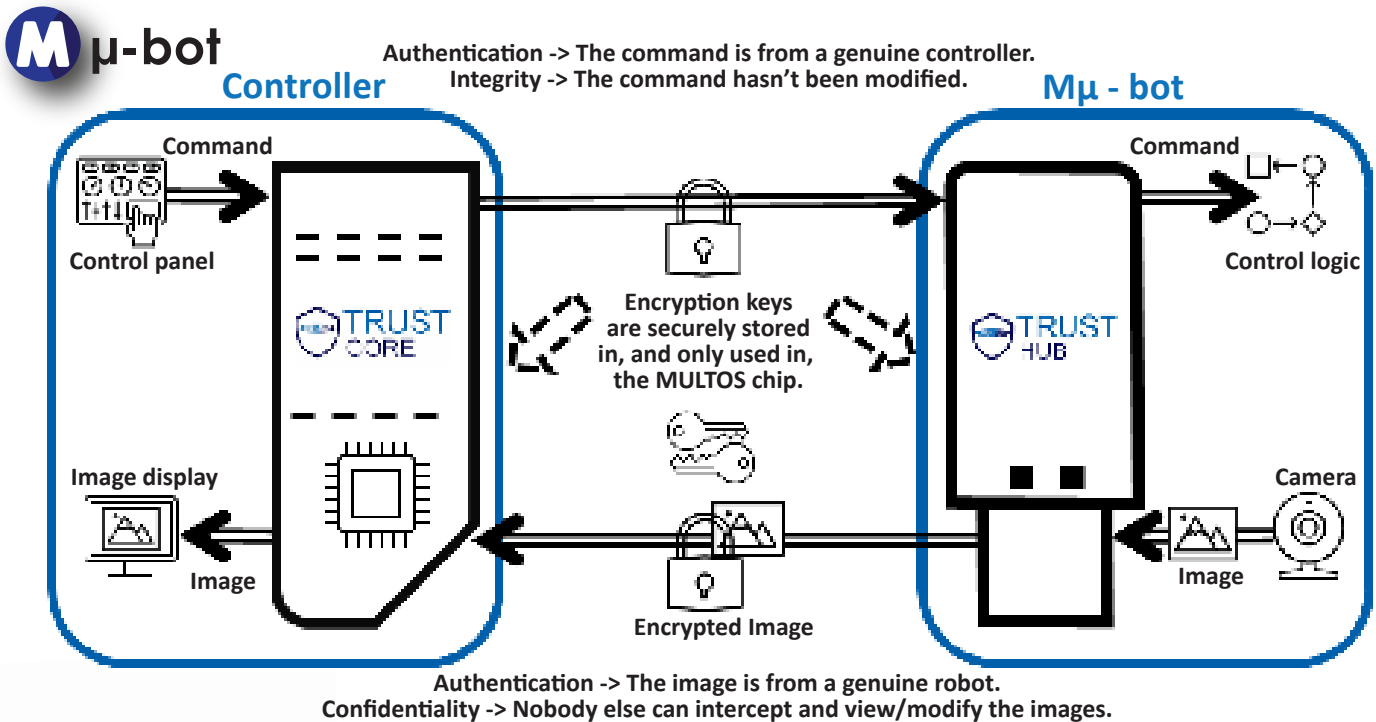 M μ-bot
Authentication -> The command is from a genuine controller.
Integrity -> The command hasn't been modified.
Controller
Mμ - bot
Command
Control panel
Command
Control logic
TRUST
CORE
Encryption keys
are securely stored
in, and only used in,
the MULTOS chip.
TRUST
HUB
Image display
Image
Camera
Image
Encrypted Image
Authentication -> The image is from a genuine robot.
Confidentiality -> Nobody else can intercept and view/modify the images.